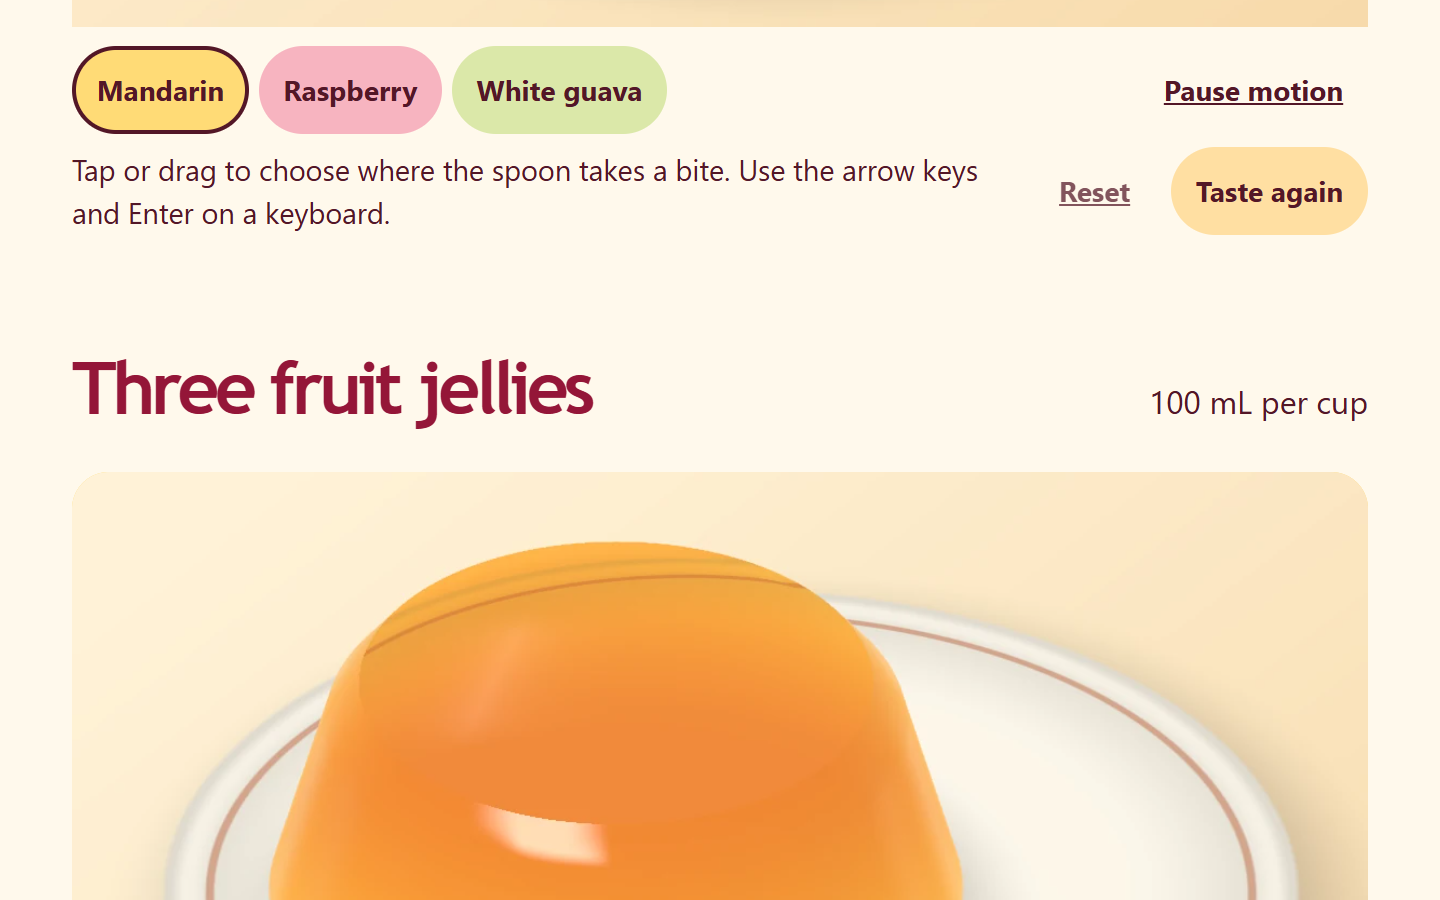 Mandarin
Raspberry
White guava
Pause motion
Tap or drag to choose where the spoon takes a bite. Use the arrow keys
and Enter on a keyboard.
Reset
Taste again
Three fruit jellies
100 mL per cup